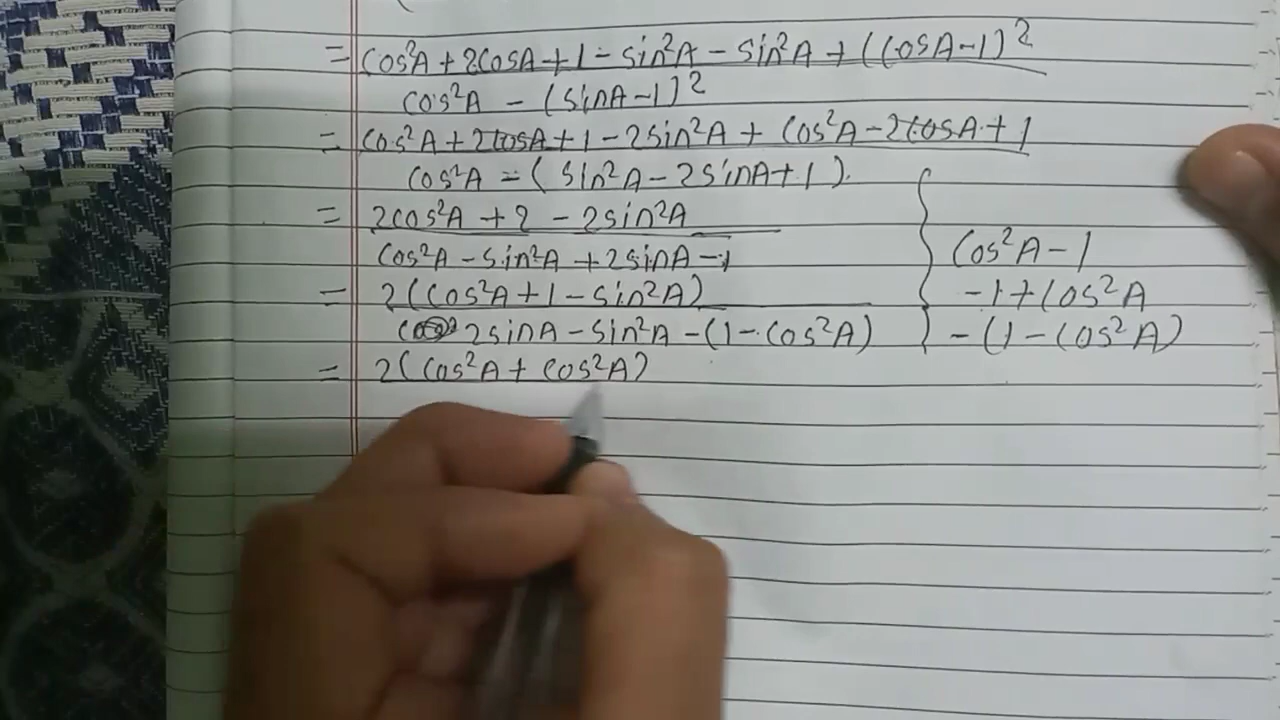 = cos²A + 2cosA + 1 - sin²A - sin²A + ((cosA-1)²
cos²A - (sinA-1)²
= cos²A + 2cosA + 1 - 2sin²A + cos²A - 2cosA + 1
cos²A = (sin²A - 2sinA + 1).
= 2cos²A + 2 - 2sin²A
cos²A - sin²A + 2sinA - 1
= 2(cos²A + 1 - sin²A)
2sinA - sin²A - (1 - cos²A)
= 2(cos²A + cos²A)
cos²A - 1
-1 + cos²A
-(1 - cos²A)